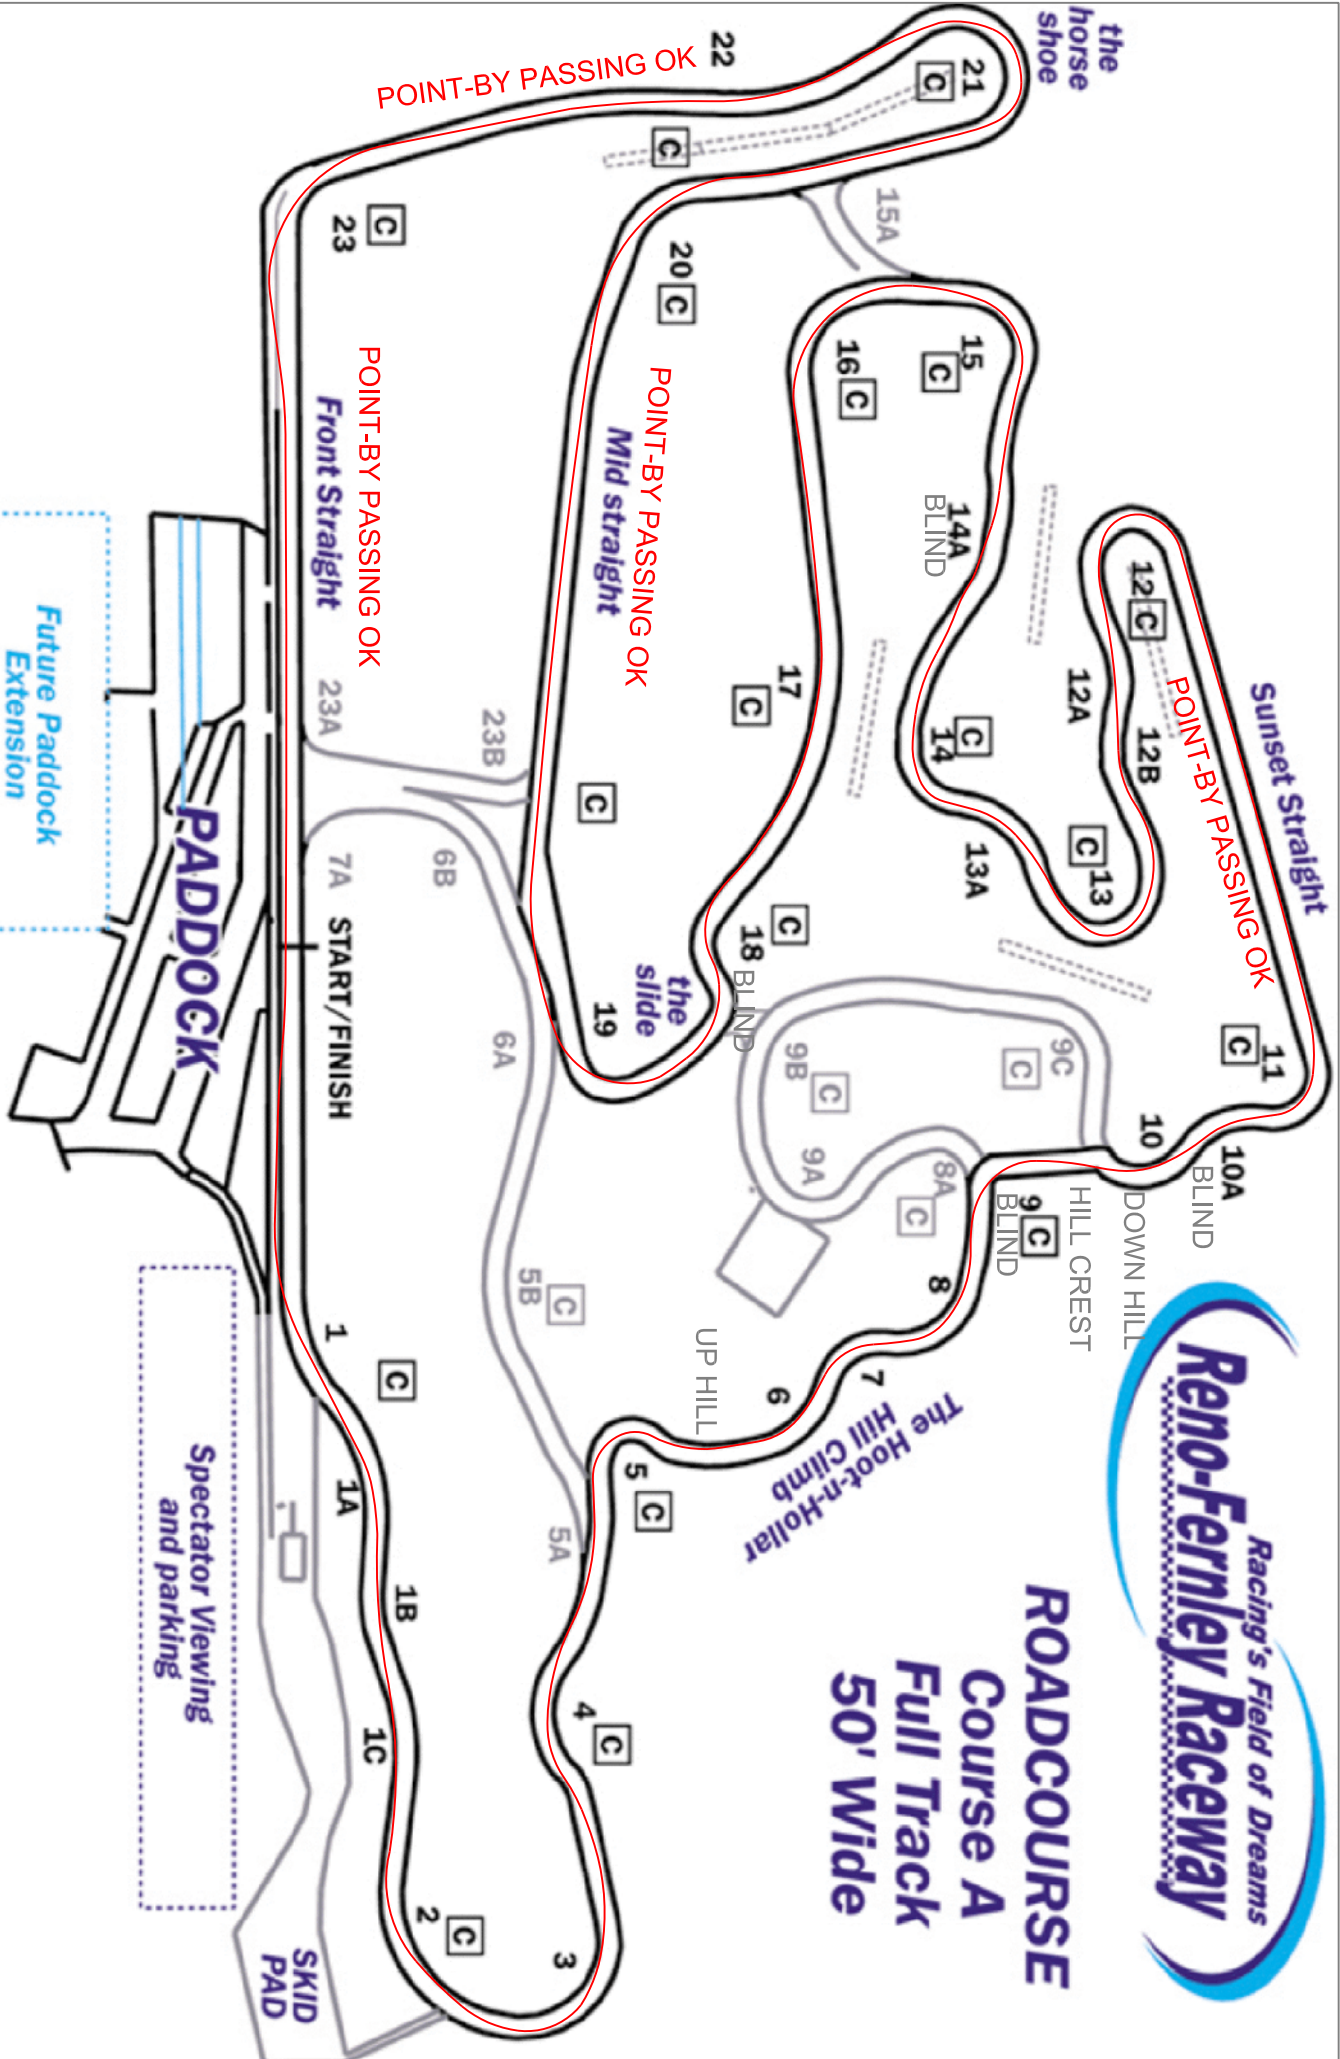 Racing's Field of Dreams
Reno-Fernley Raceway
ROADCOURSE
Course A
Full Track
50' Wide
the
horse
shoe
21
C
22
POINT-BY PASSING OK
C
23
C
15A
20
C
16
C
15
C
POINT-BY PASSING OK
Front Straight
POINT-BY PASSING OK
Mid straight
14A
BLIND
12
C
12A
12B
POINT-BY PASSING OK
Sunset Straight
17
C
14
C
13
C
13A
11
C
23A
23B
C
7A
6B
START/FINISH
18
C
BLIND
the
slide
19
6A
9B
C
9C
C
9A
8A
C
10
10A
BLIND
DOWN HILL
HILL CREST
9
C
BLIND
8
7
6
UP HILL
The Hoot-n-Hollar
Hill Climb
5B
C
5
C
5A
4
C
3
2
C
1
C
1A
1B
1C
PADDOCK
Future Paddock
Extension
Spectator Viewing
and parking
SKID
PAD